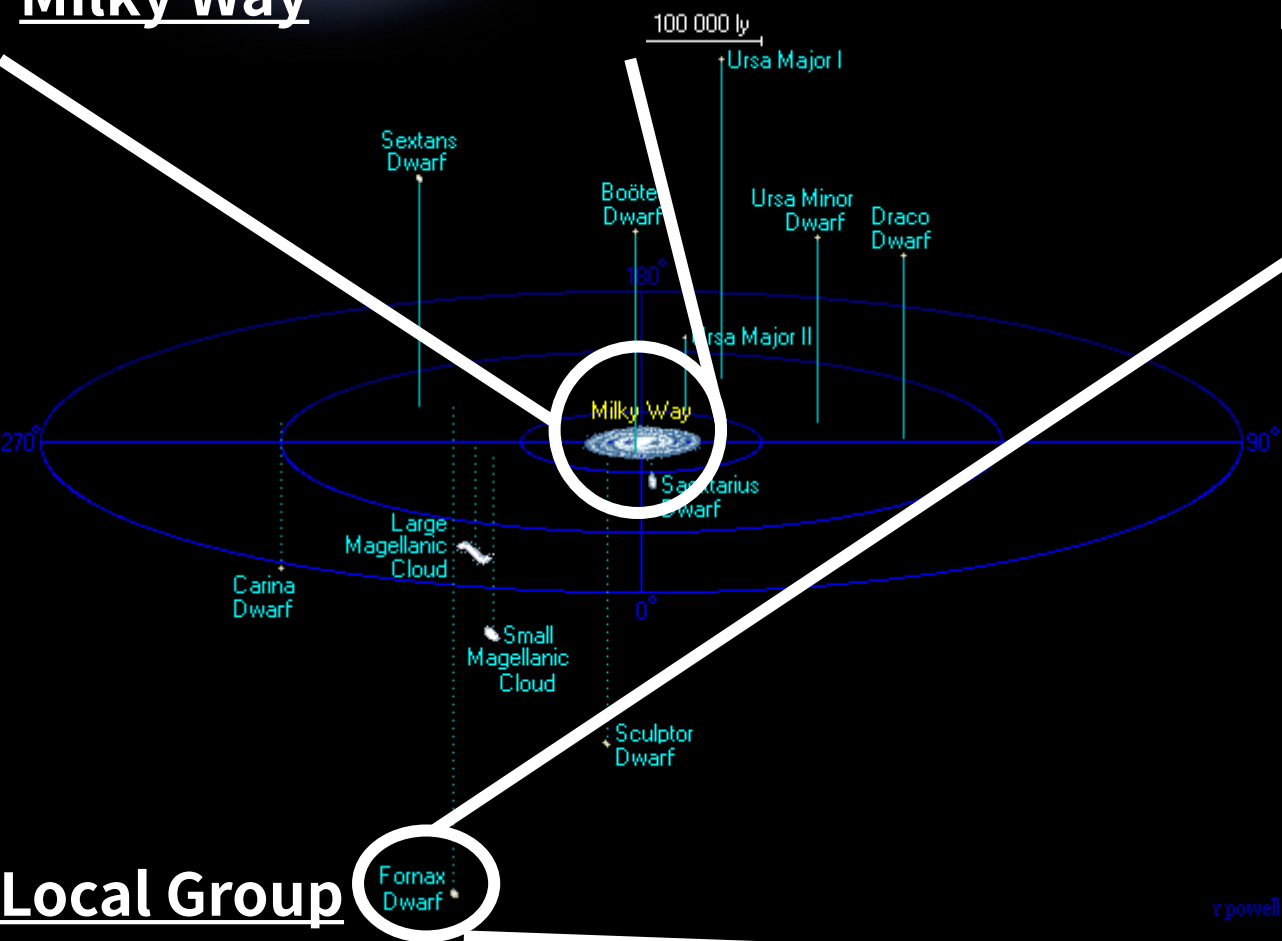 Milky Way
100 000 ly
Ursa Major I
Sextans
Dwarf
Boöte
Dwarf
Ursa Minor
Dwarf
Draco
Dwarf
180°
rsa Major II
Milky Way
270°
90°
Sagittarius
Dwarf
Large
Magellanic
Cloud
Carina
Dwarf
0°
Small
Magellanic
Cloud
Sculptor
Dwarf
Fornax
Dwarf
Local Group
r powell